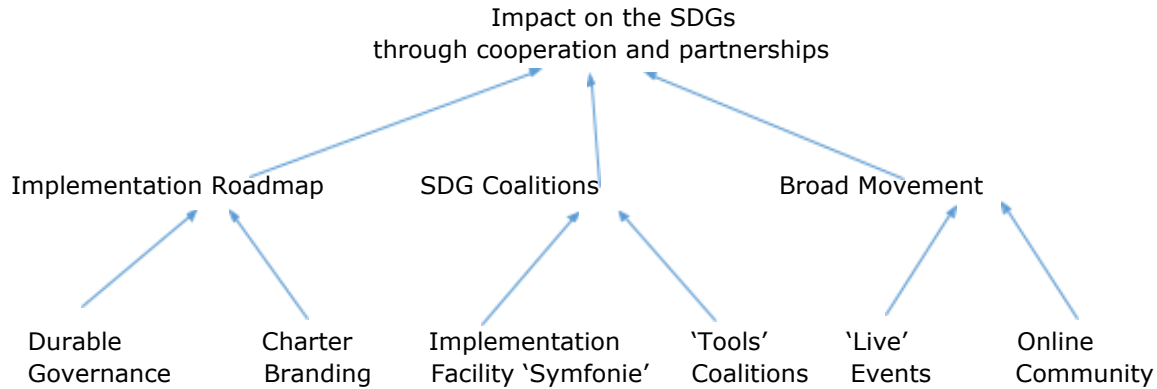 Impact on the SDGs
through cooperation and partnerships
Implementation Roadmap
SDG Coalitions
Broad Movement
Durable
Governance
Charter
Branding
Implementation
Facility ‘Symfonie’
‘Tools’
Coalitions
‘Live’
Events
Online
Community